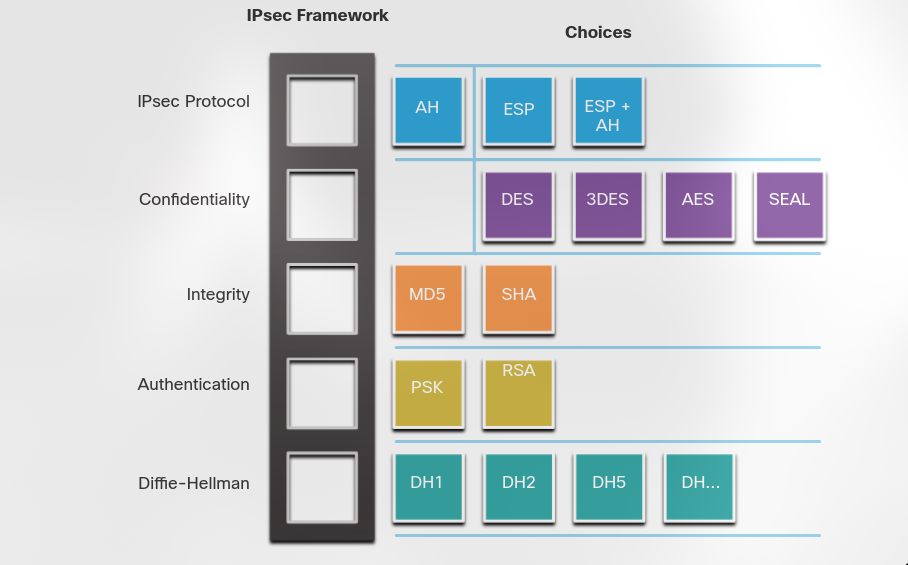 IPsec Framework
Choices
IPsec Protocol
AH
ESP
ESP +
AH
Confidentiality
DES
3DES
AES
SEAL
Integrity
MD5
SHA
Authentication
PSK
RSA
Diffie-Hellman
DH1
DH2
DH5
DH...